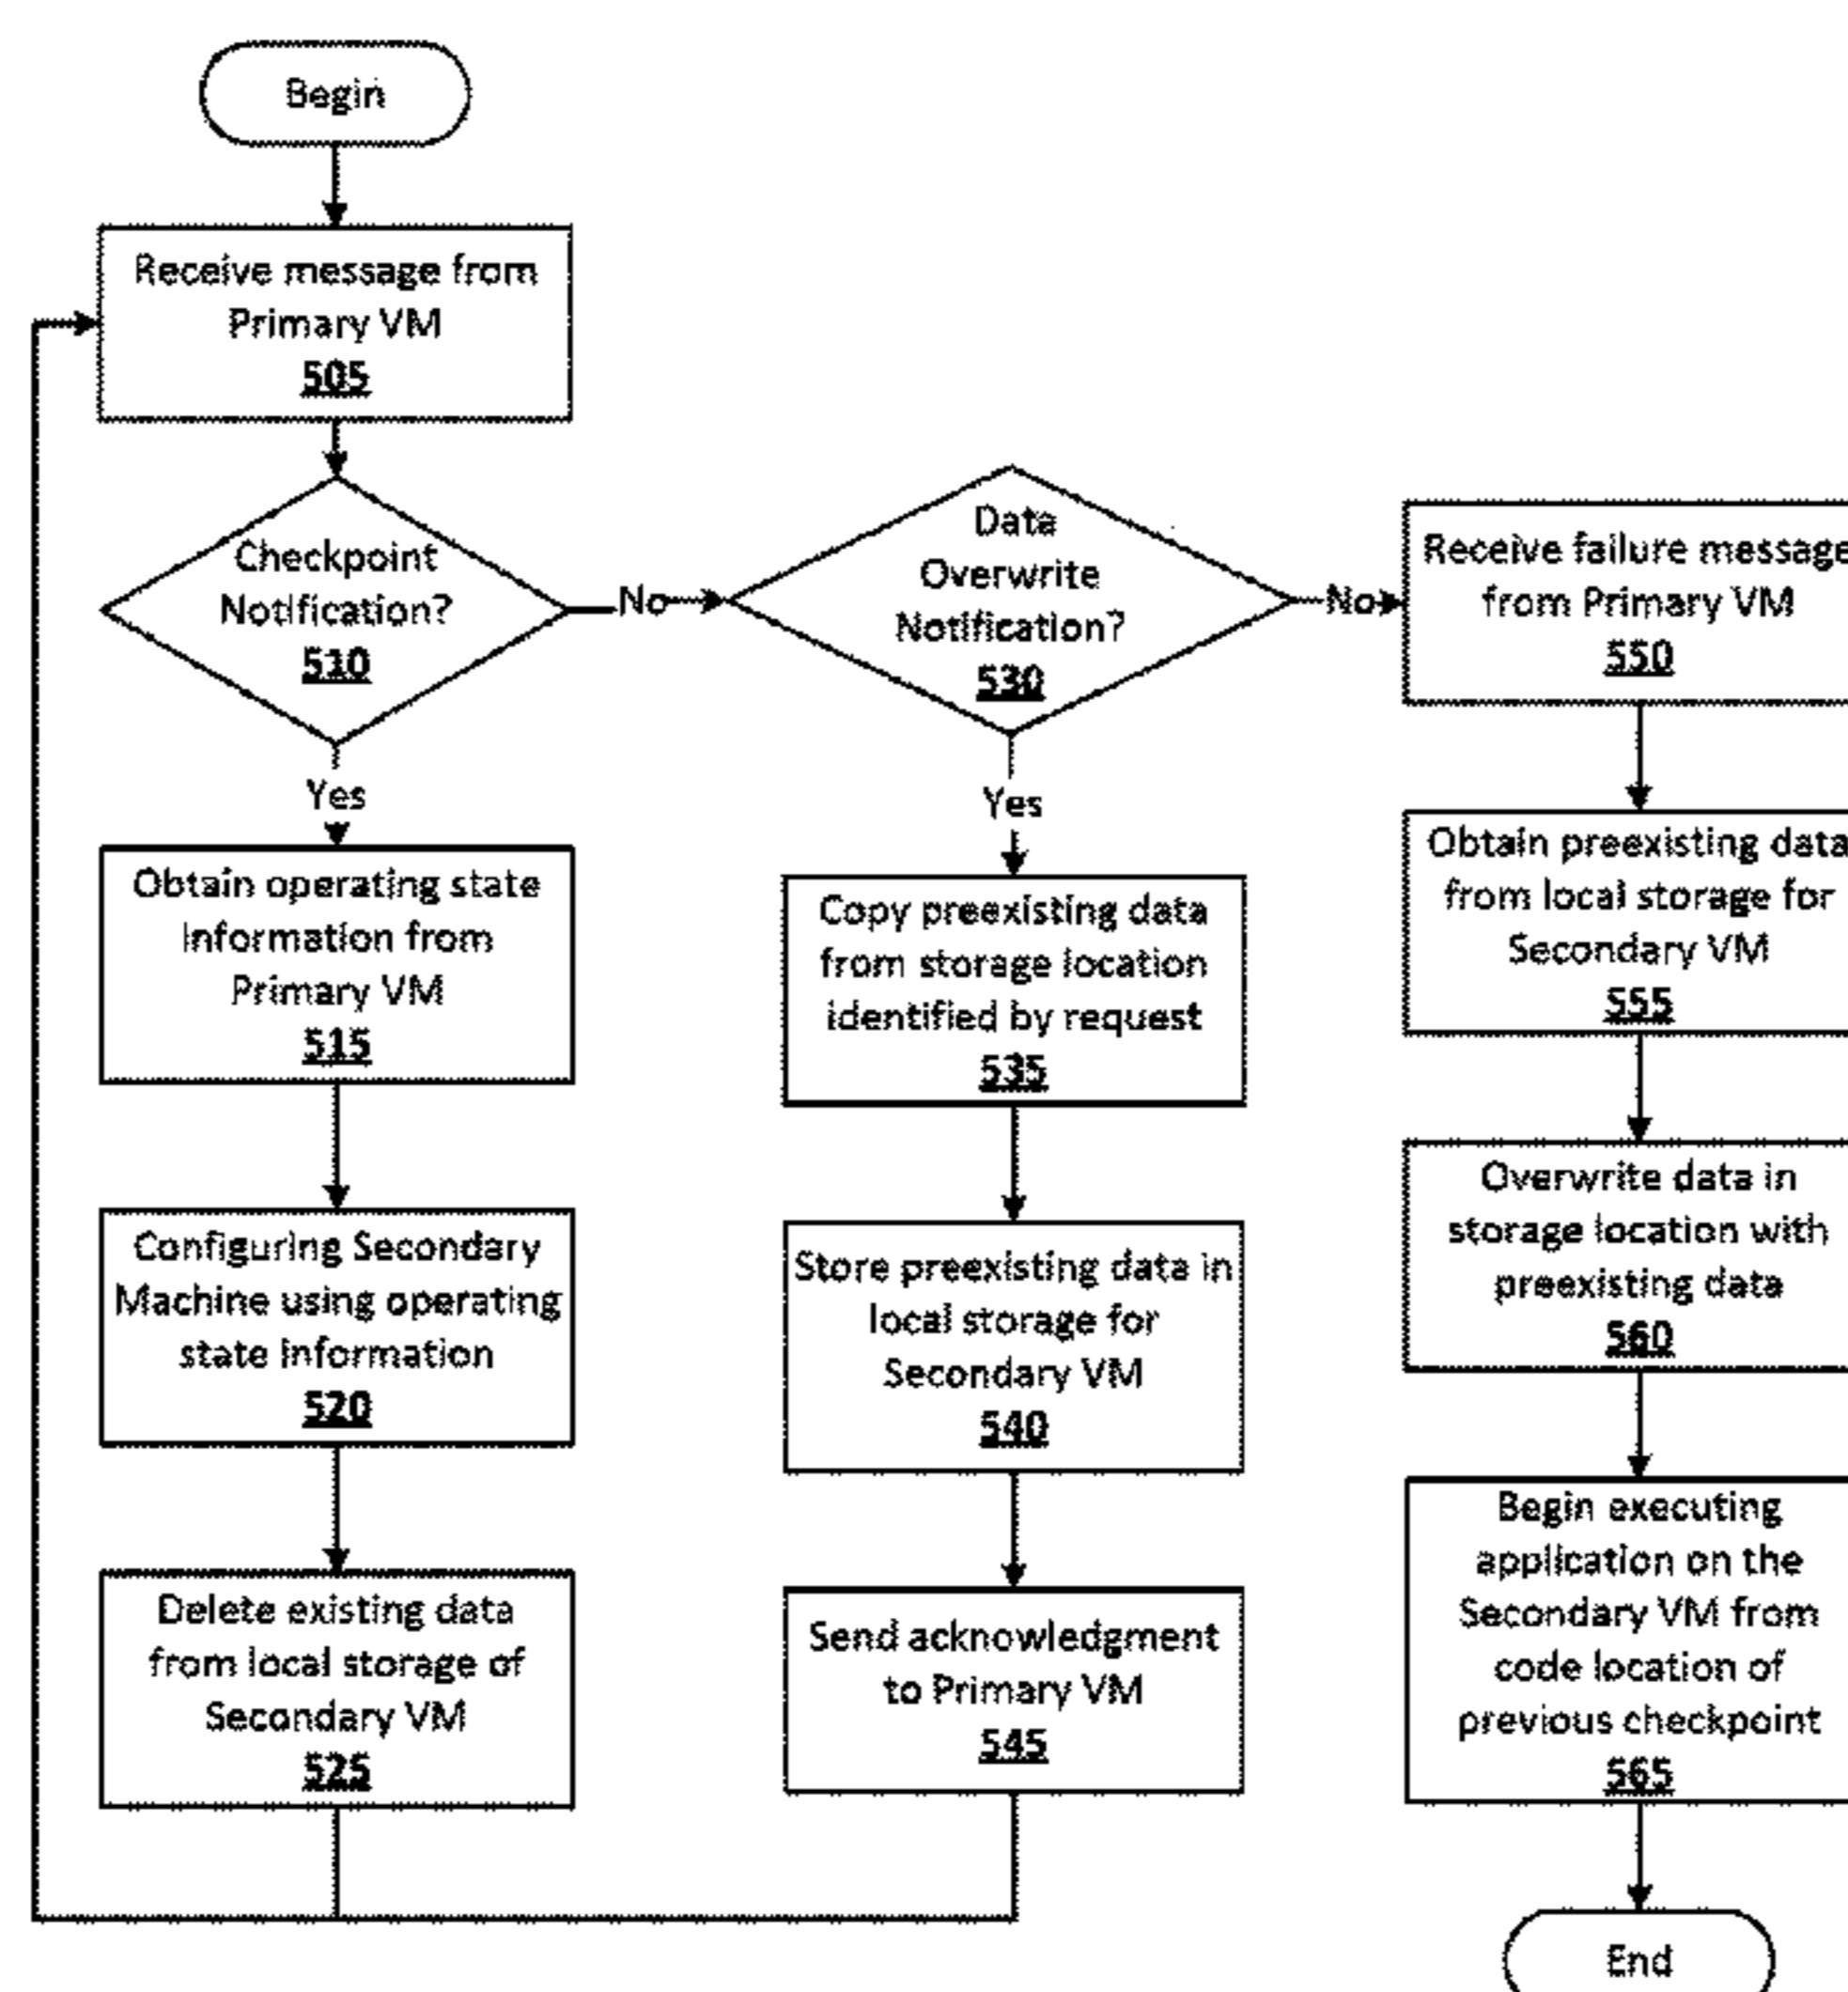 Begin
Receive message from
Primary VM
505
Checkpoint
Notification?
510
No
Data
Overwrite
Notification?
530
No
Receive failure message
from Primary VM
550
Yes
Obtain operating state
Information from
Primary VM
515
Configuring Secondary
Machine using operating
state Information
520
Delete existing data
from local storage of
Secondary VM
525
Yes
Copy preexisting data
from storage location
identified by request
535
Store preexisting data in
local storage for
Secondary VM
540
Send acknowledgment
to Primary VM
545
Obtain preexisting data
from local storage for
Secondary VM
555
Overwrite data in
storage location with
preexisting data
560
Begin executing
application on the
Secondary VM from
code location of
previous checkpoint
565
End